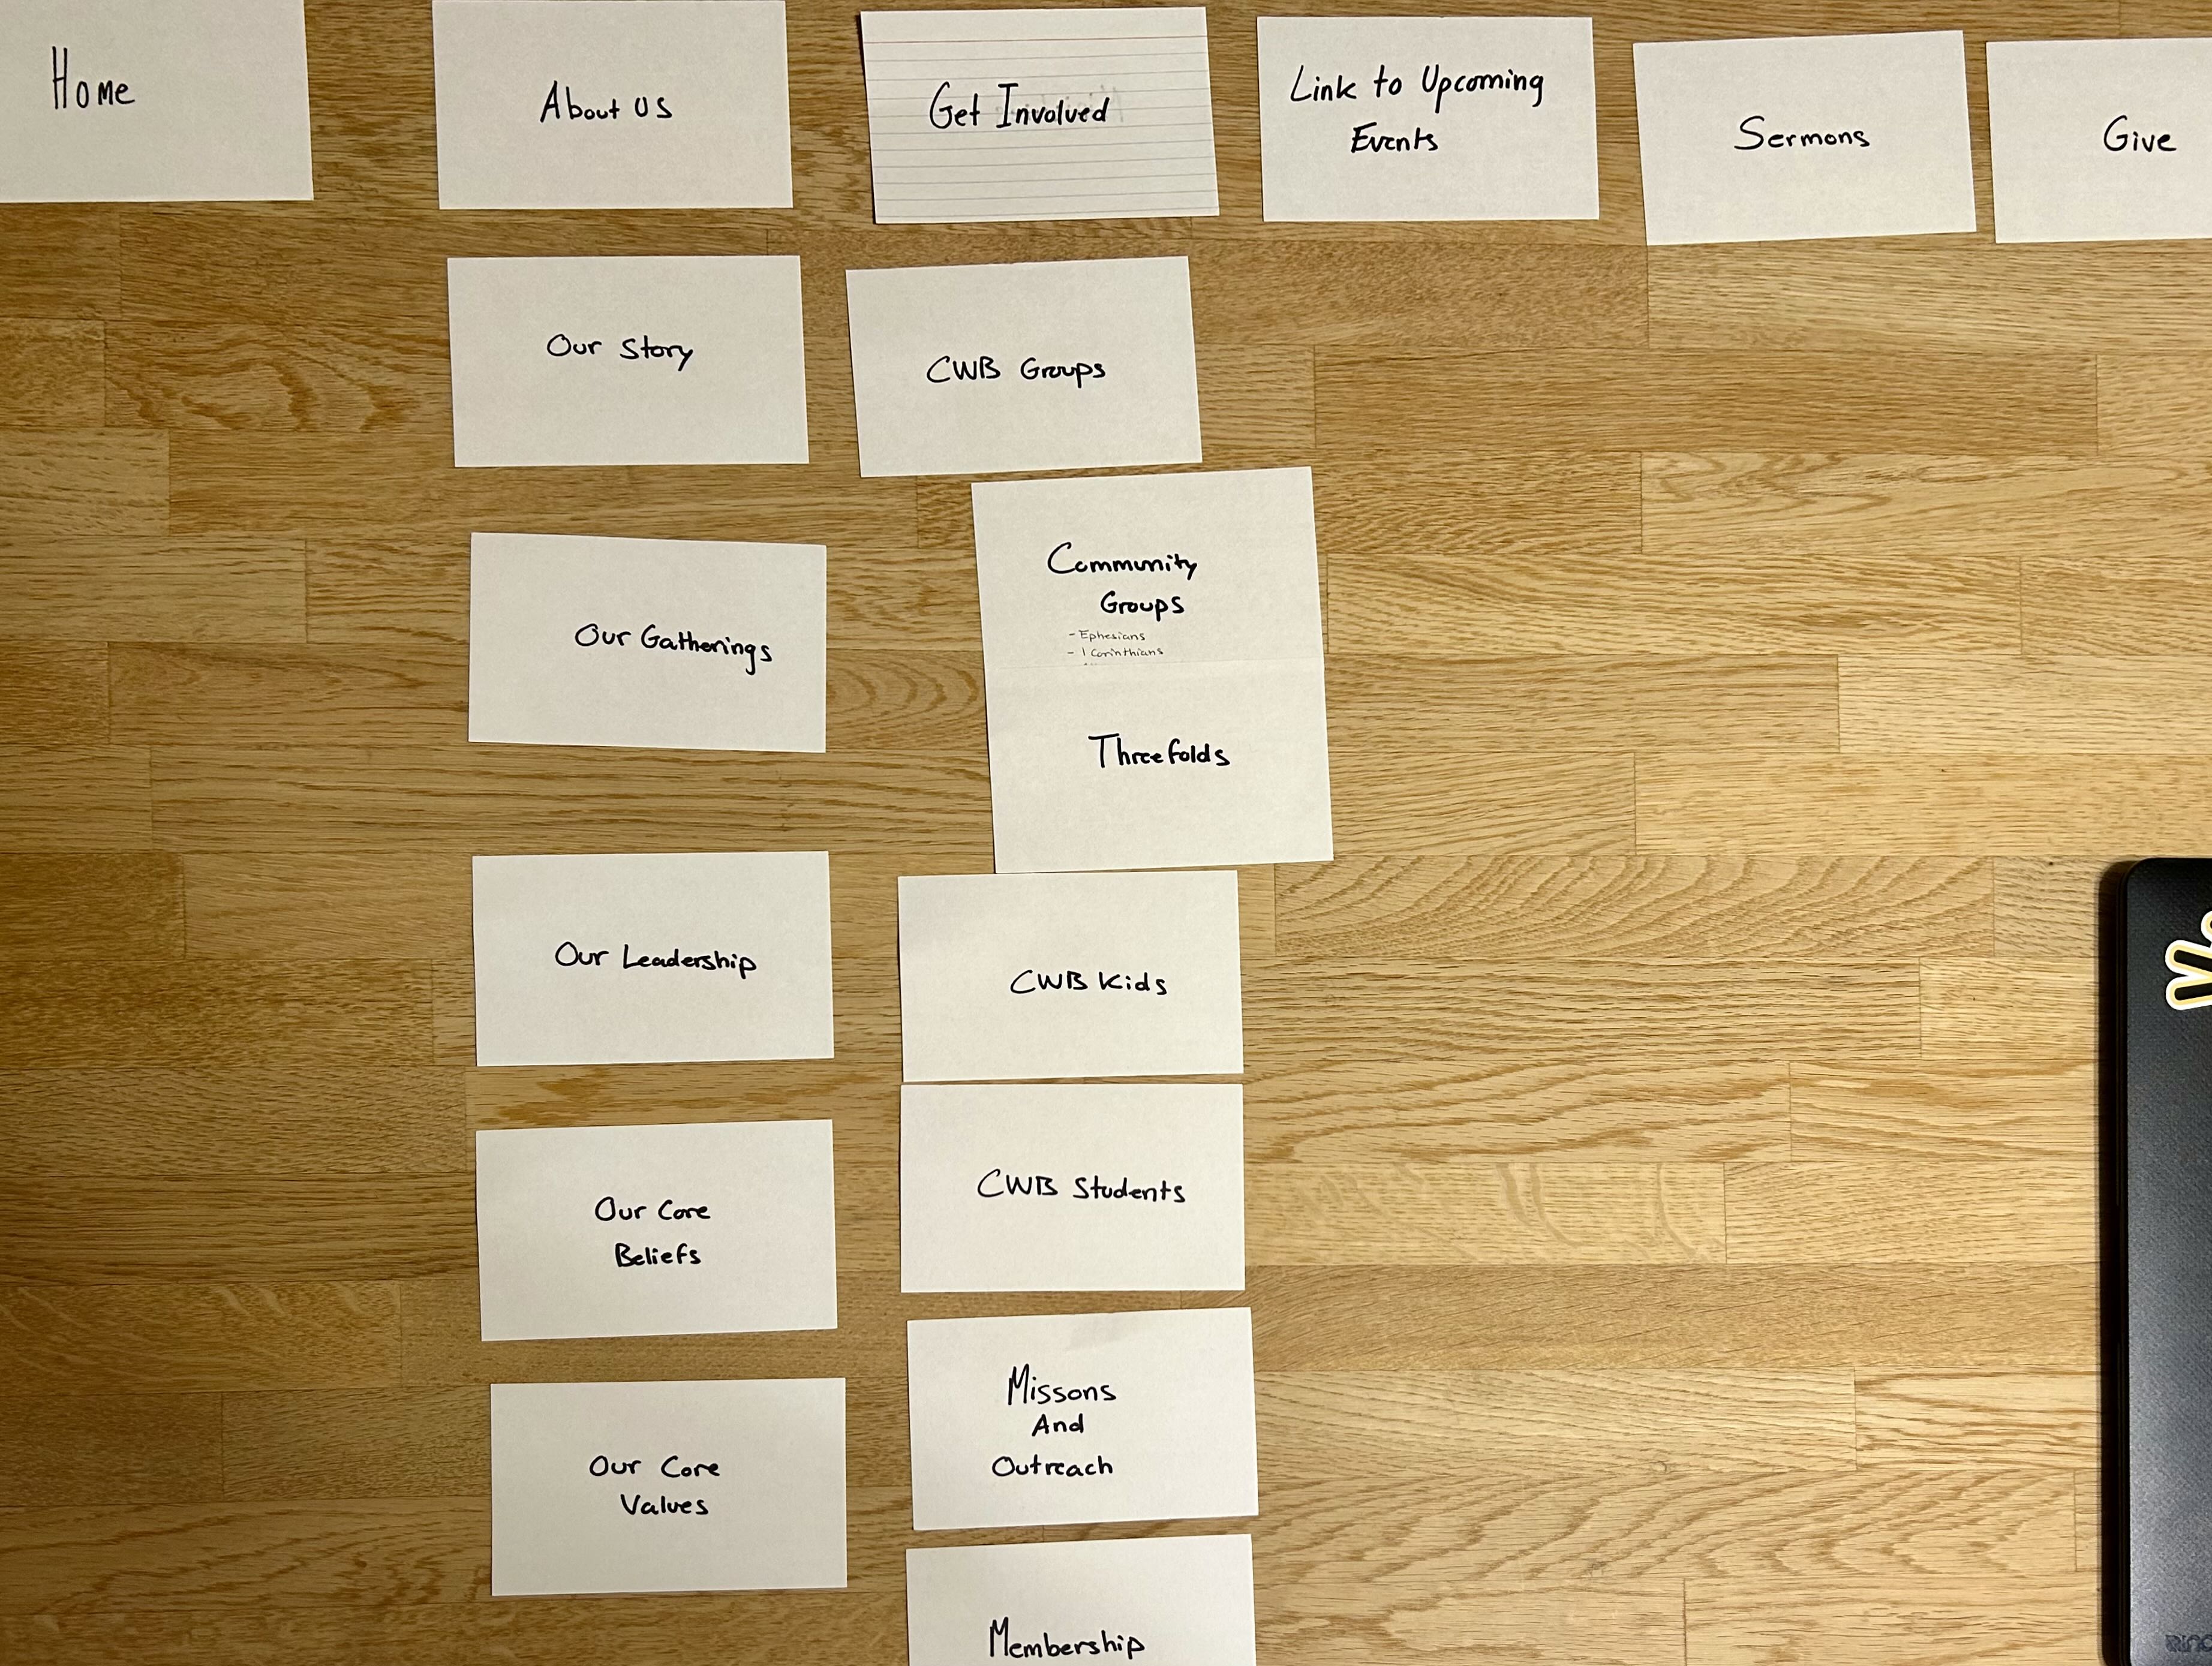 Home
About US
Get Involved
Link to Upcoming
Events
Sermons
Give
Our Story
CWB Groups
Our Gatherings
Community
Groups
- Ephesians
- 1 Corinthians
Threefolds
Our Leadership
CWB Kids
Our Core
Beliefs
CWB Students
Our Core
Values
Missons
And
Outreach
Membership